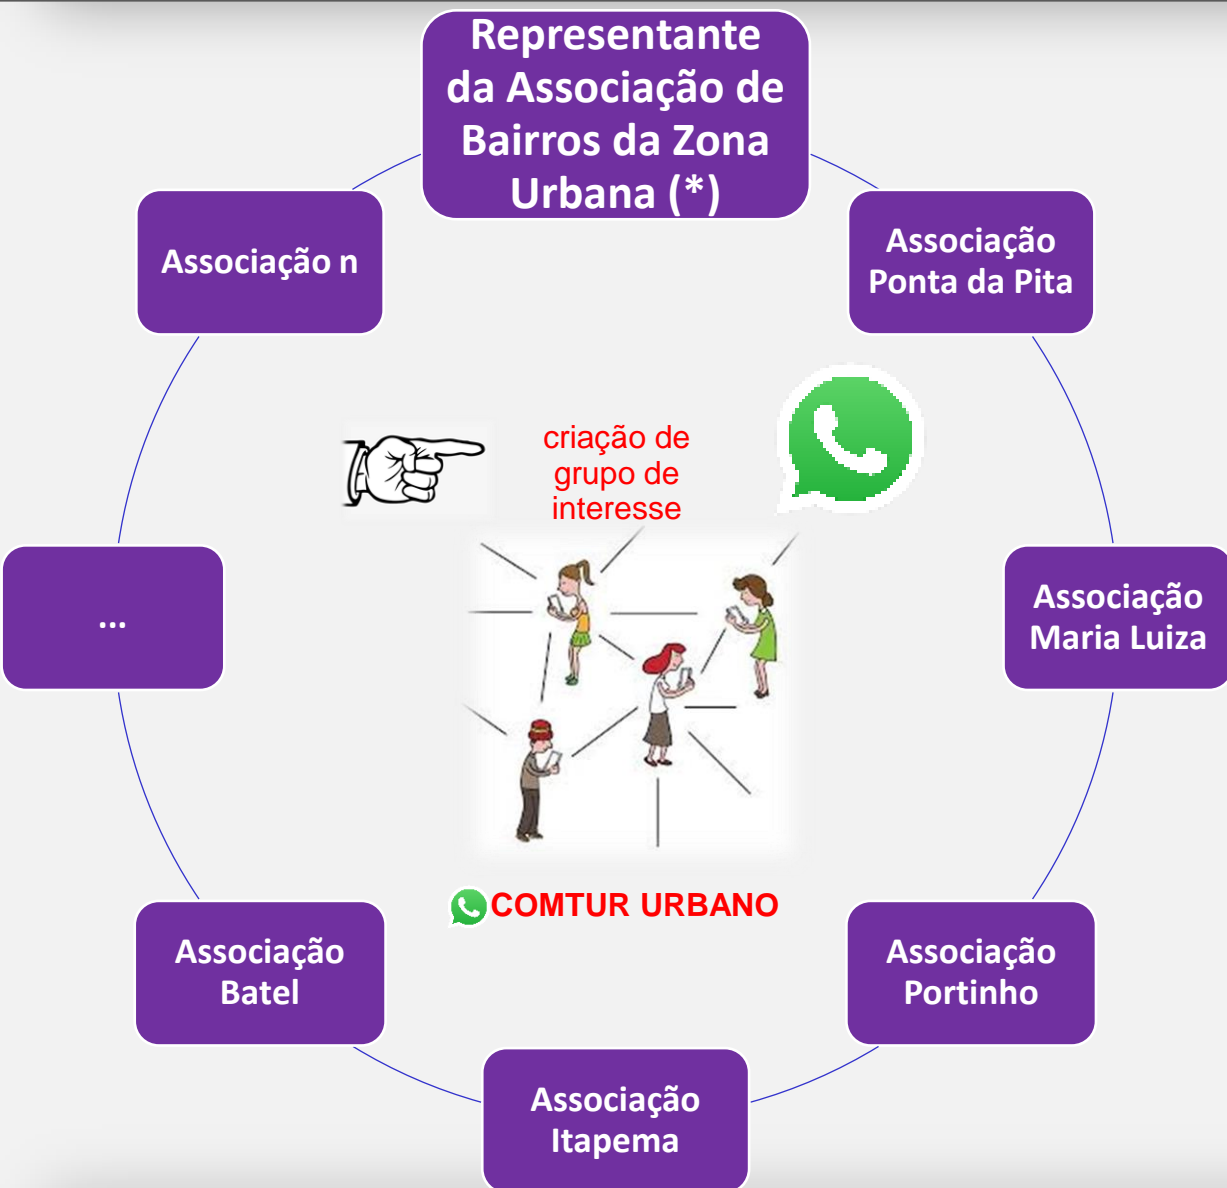 Representante
da Associação de
Bairros da Zona
Urbana (*)
Associação n
Associação
Ponta da Pita
criação de
grupo de
interesse
...
Associação
Maria Luiza
COMTUR URBANO
Associação
Batel
Associação
Portinho
Associação
Itapema